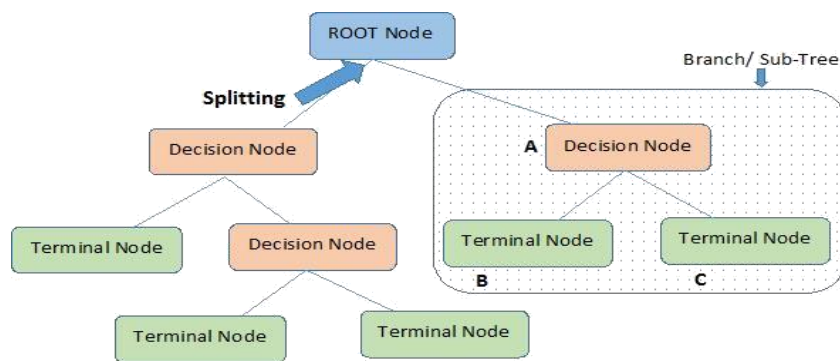 ROOT Node
Branch/ Sub-Tree
Splitting
Decision Node
A
Decision Node
Terminal Node
Decision Node
Terminal Node
Terminal Node
B
C
Terminal Node
Terminal Node